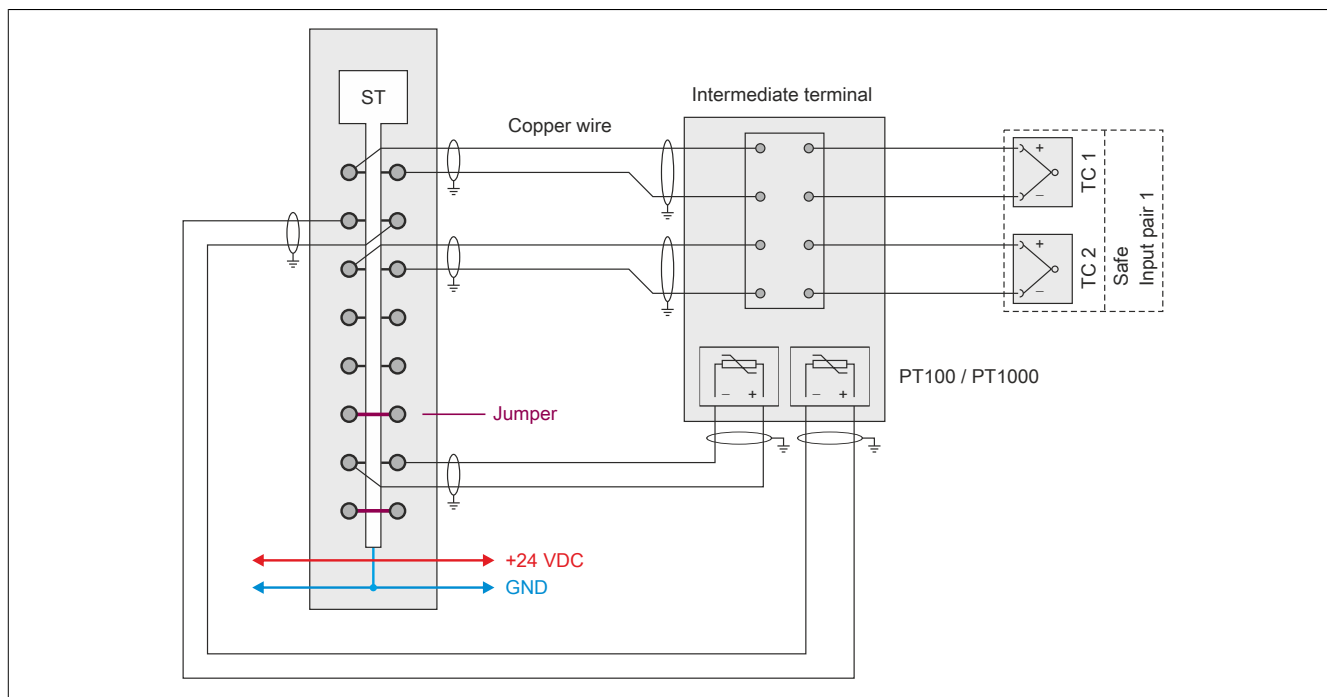 ST
Intermediate terminal
Copper wire
+
−
TC 1
+
−
TC 2
Safe
Input pair 1
− +
− +
PT100 / PT1000
Jumper
+24 VDC
GND